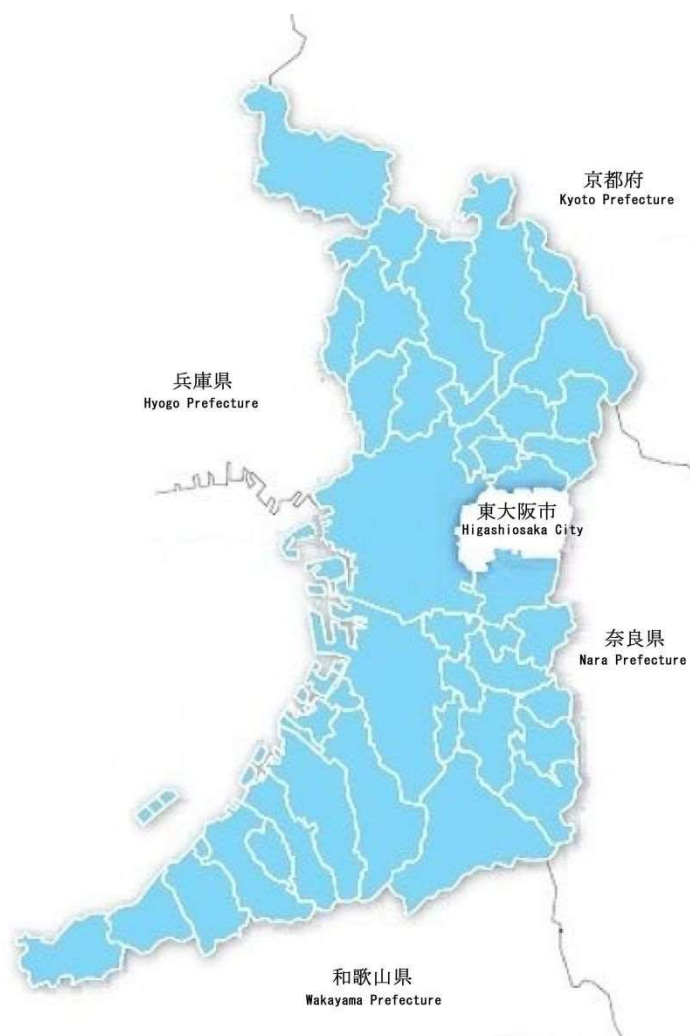 京都府
Kyoto Prefecture
兵庫県
Hyogo Prefecture
東大阪市
Higashiosaka City
奈良県
Nara Prefecture
和歌山県
Wakayama Prefecture